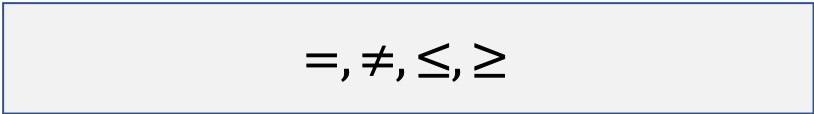 =, ≠, ≤, ≥